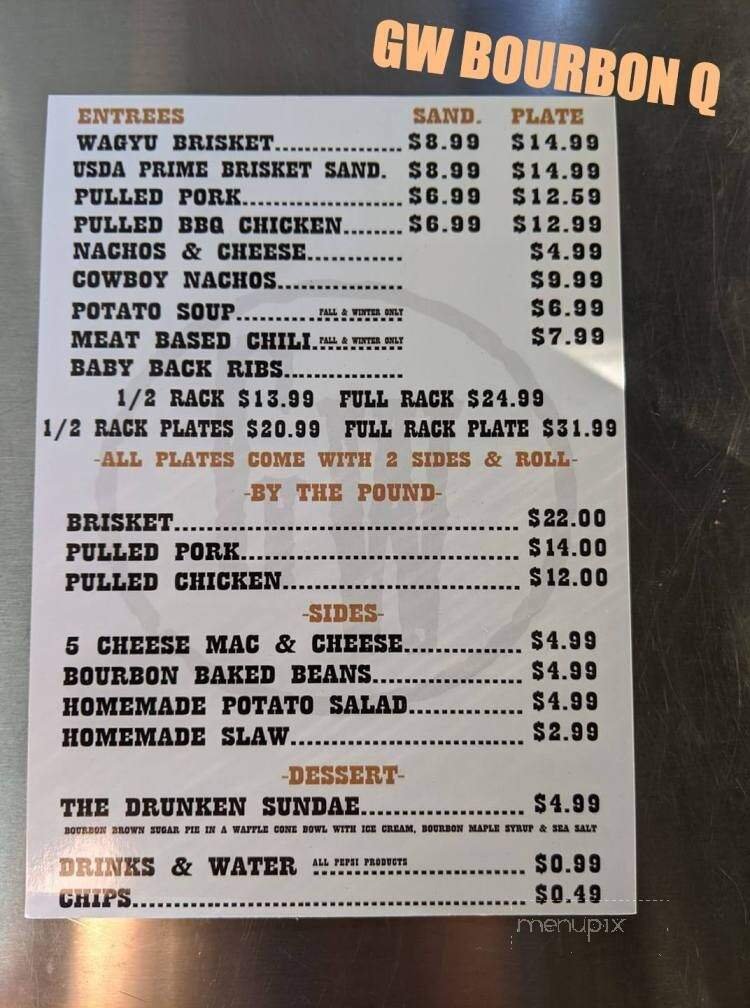 GW BOURBON Q
ENTREES SAND. PLATE
WAGYU BRISKET................ $8.99 $14.99
USDA PRIME BRISKET SAND. $8.99 $14.99
PULLED PORK.................... $6.99 $12.59
PULLED BBQ CHICKEN....... $6.99 $12.99
NACHOS & CHEESE............ $4.99
COWBOY NACHOS................ $9.99
POTATO SOUP.......... FALL & WINTER ONLY $6.99
MEAT BASED CHILI FALL & WINTER ONLY $7.99
BABY BACK RIBS...............
1/2 RACK $13.99 FULL RACK $24.99
1/2 RACK PLATES $20.99 FULL RACK PLATE $31.99
-ALL PLATES COME WITH 2 SIDES & ROLL-
-BY THE POUND-
BRISKET........................................... $22.00
PULLED PORK................................... $14.00
PULLED CHICKEN.............................. $12.00
-SIDES-
5 CHEESE MAC & CHEESE............... $4.99
BOURBON BAKED BEANS................... $4.99
HOMEMADE POTATO SALAD.............. $4.99
HOMEMADE SLAW............................. $2.99
-DESSERT-
THE DRUNKEN SUNDAE.................... $4.99
BOURBON BROWN SUGAR PIE IN A WAFFLE CONE BOWL WITH ICE CREAM, BOURBON MAPLE SYRUP & SEA SALT
DRINKS & WATER ALL PEPSI PRODUCTS .......................... $0.99
CHIPS................................................. $0.49
menupix